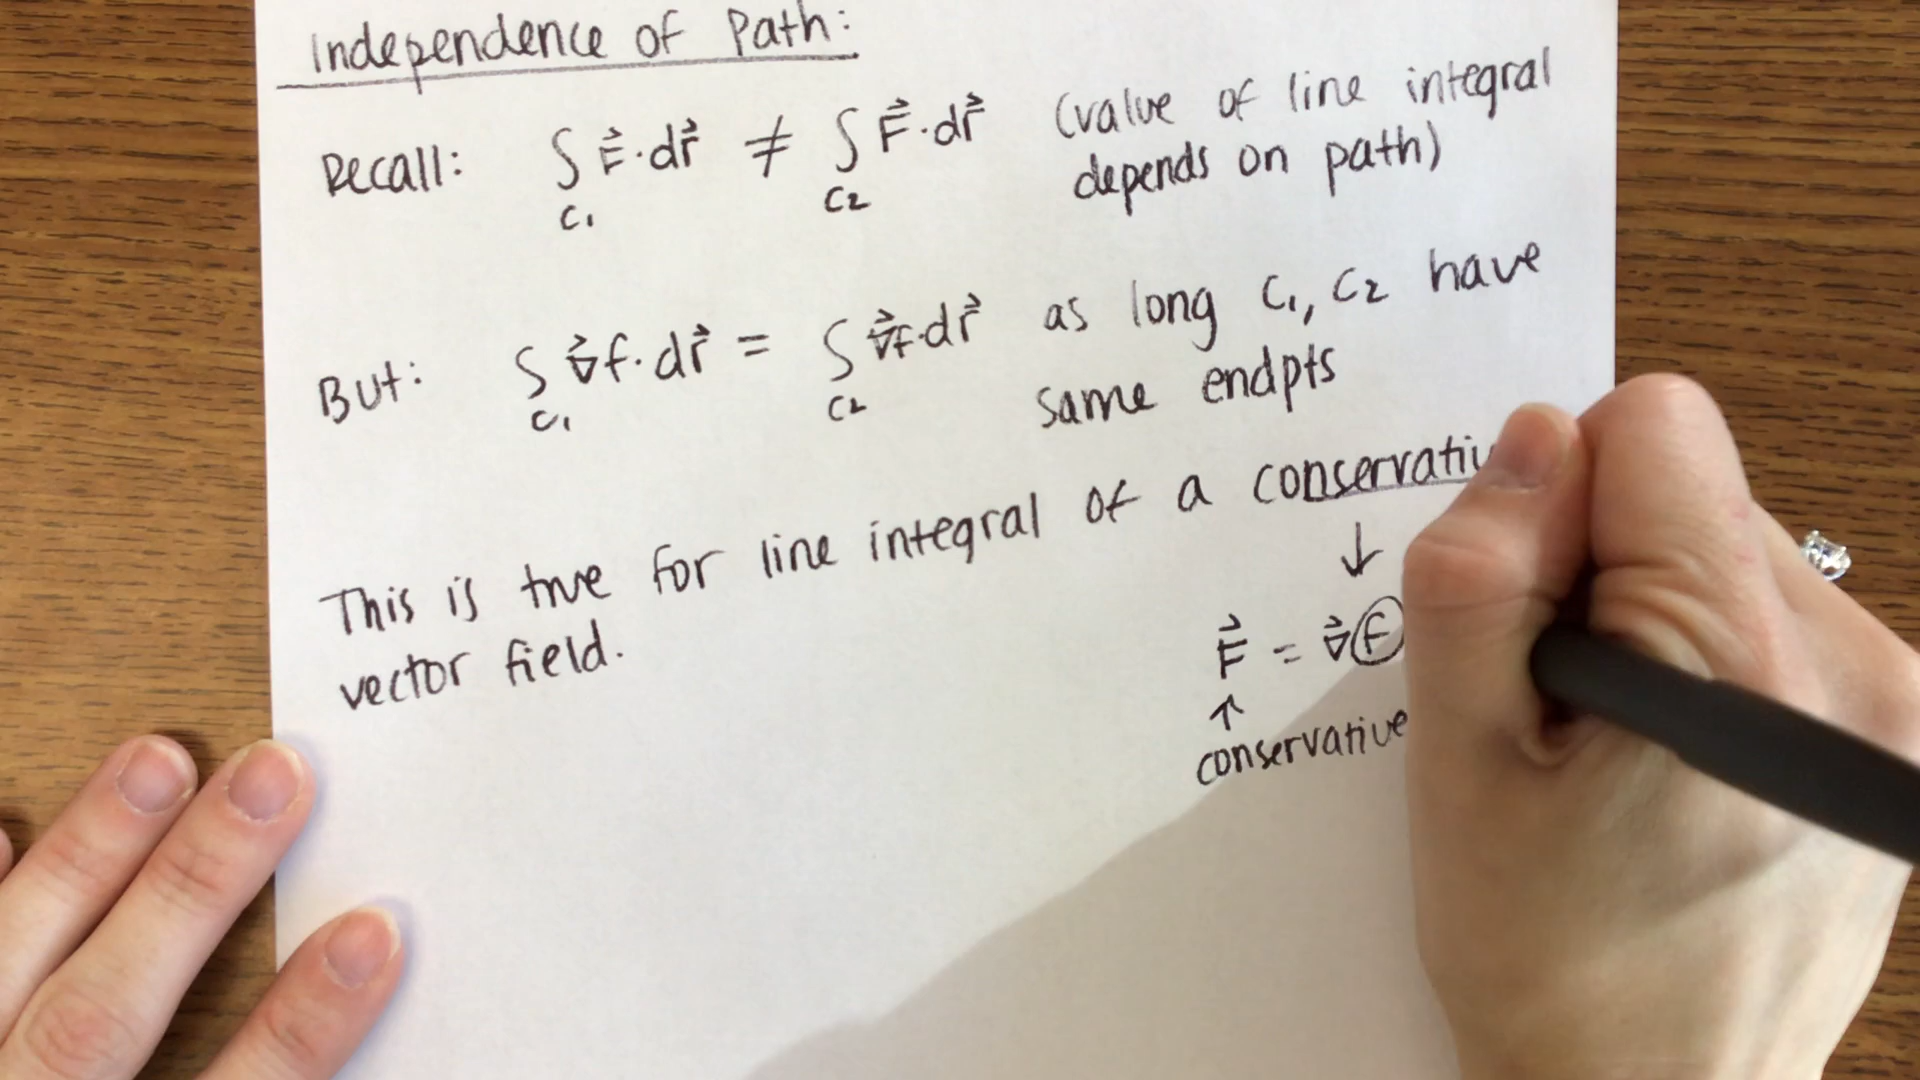 Independence of Path:
Recall: ∫ F⃗·dr⃗ ≠ ∫ F⃗·dr⃗ (value of line integral
C₁ C₂ depends on path)
But: ∫ ∇⃗f·dr⃗ = ∫ ∇⃗f·dr⃗ as long C₁, C₂ have
C₁ C₂ same endpts
This is true for line integral of a conservativ
vector field.
↓
F⃗ = ∇⃗f
↑
conservative